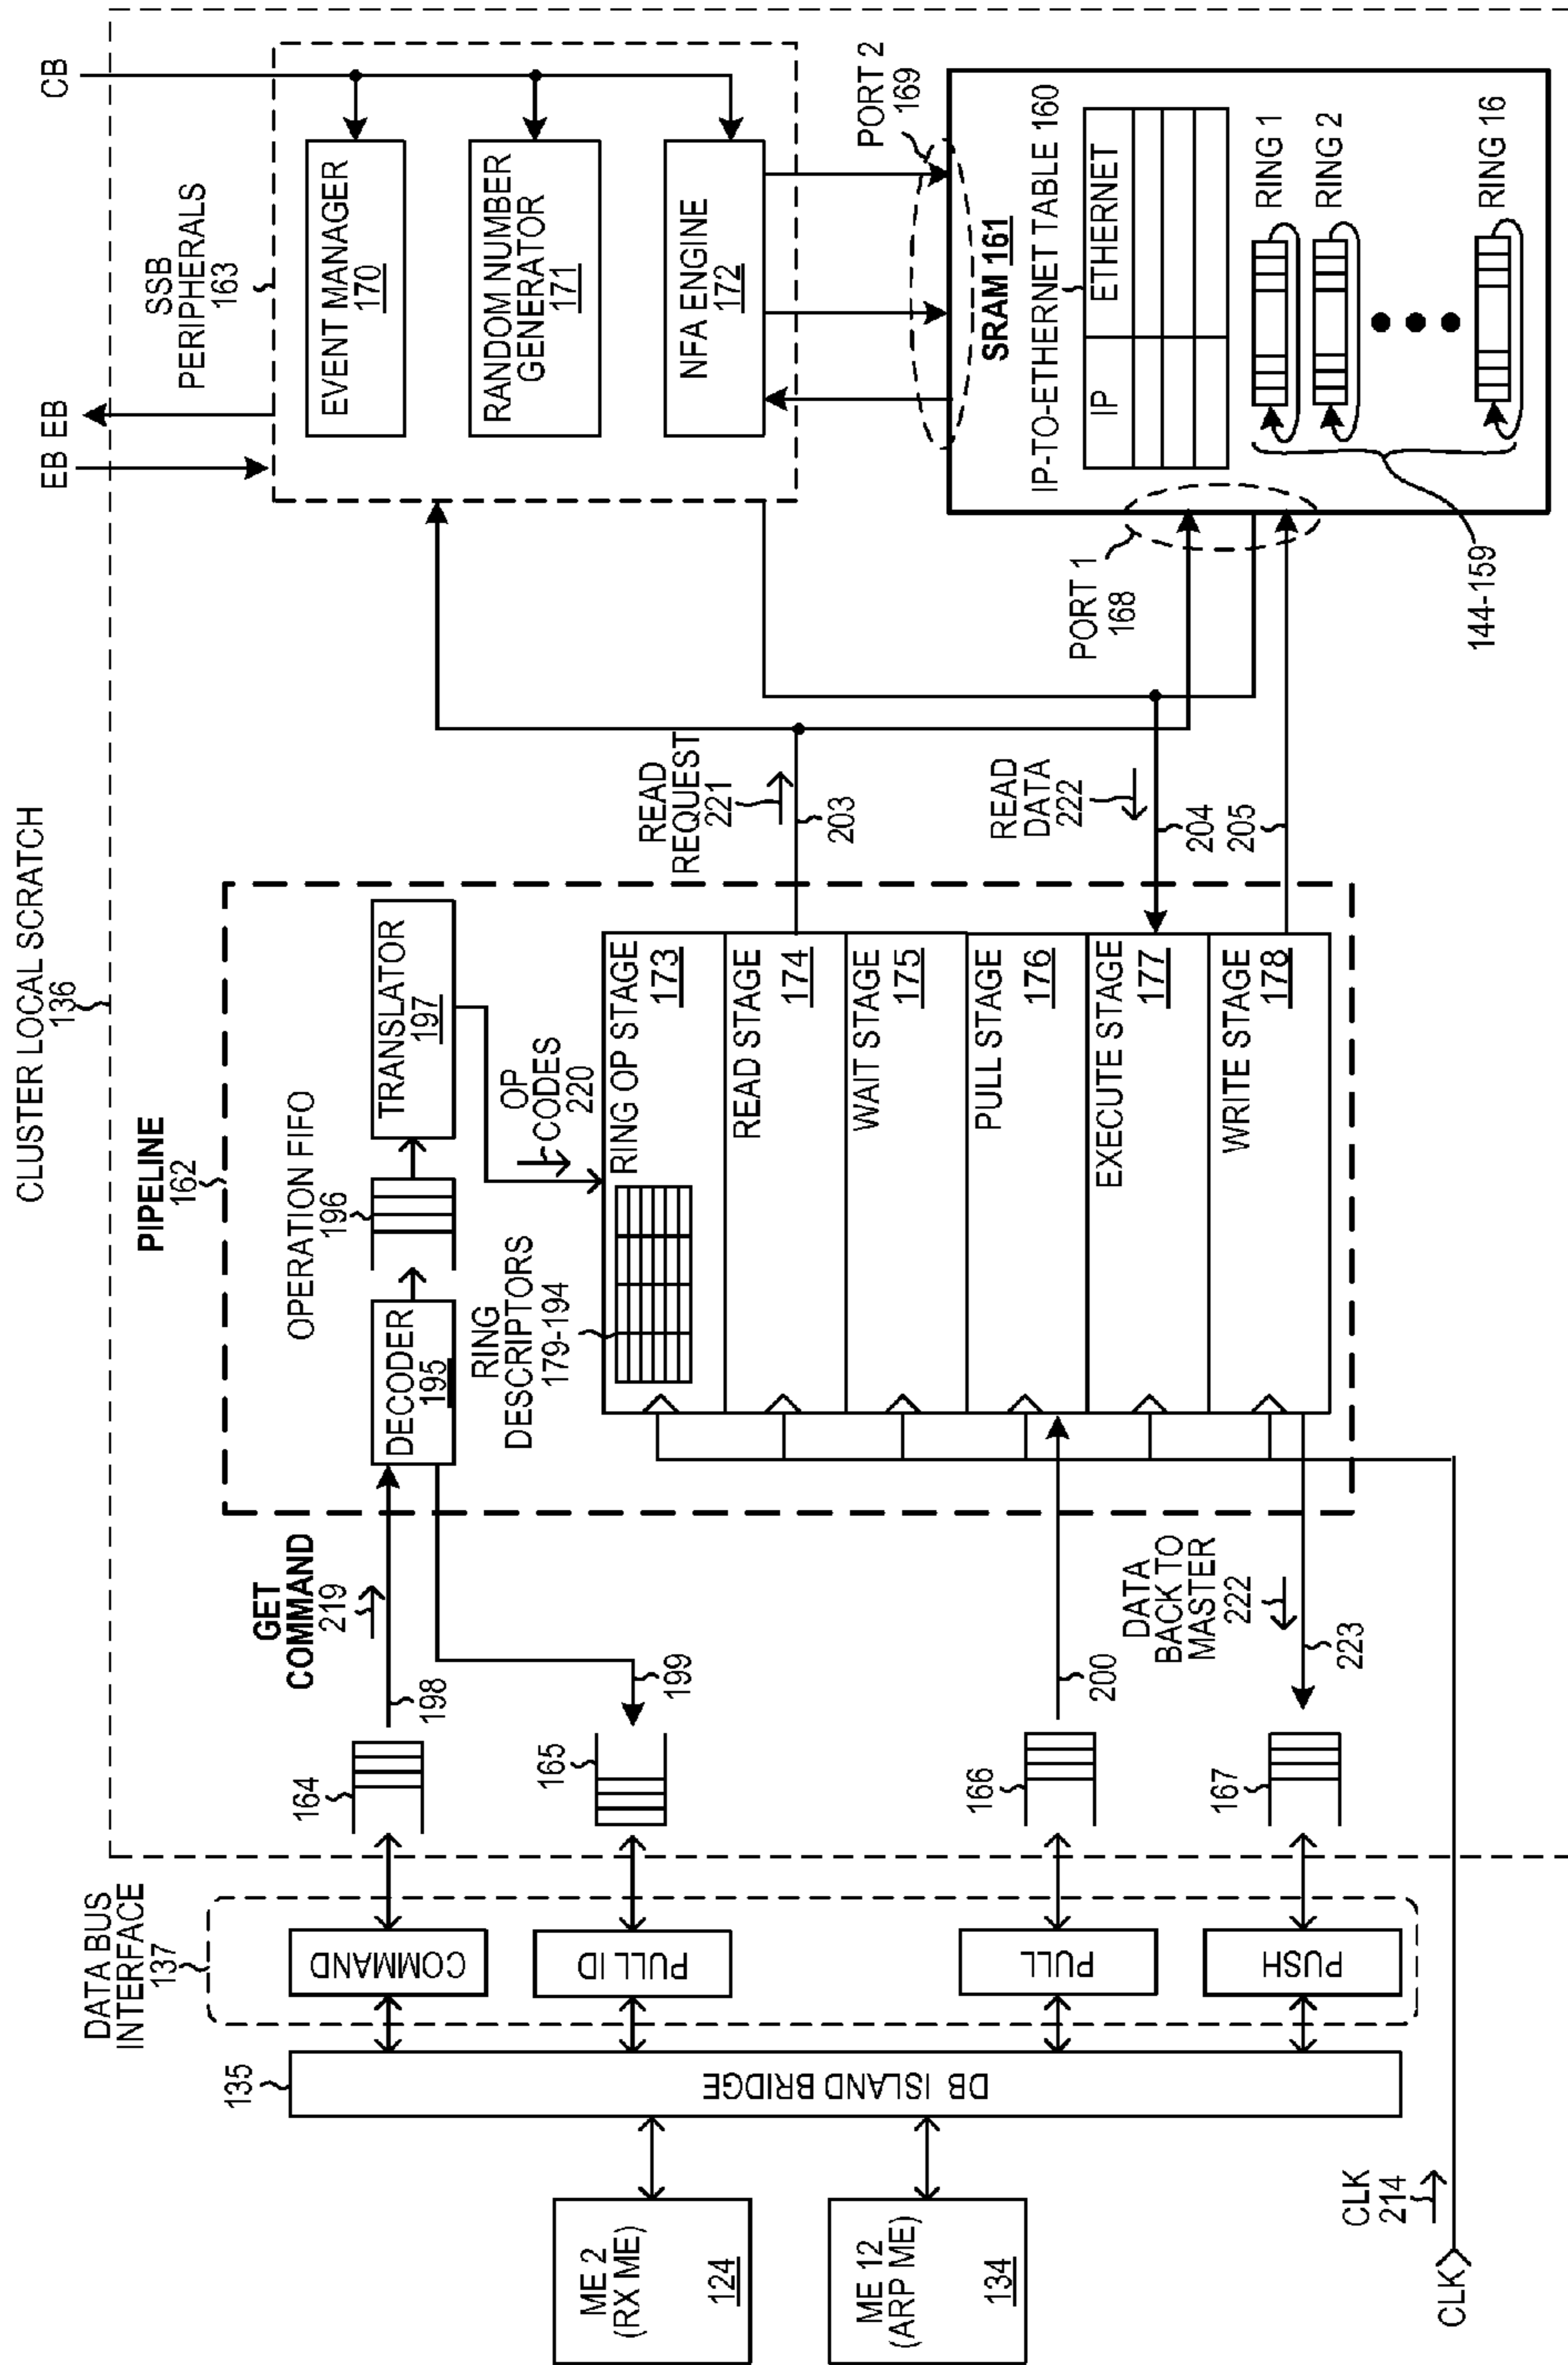 CLUSTER LOCAL SCRATCH
136
DATA BUS
INTERFACE
137
135
DB ISLAND BRIDGE
COMMAND
PULL ID
PULL
PUSH
ME 2
(RX ME)
124
ME 12
(ARP ME)
134
CLK
CLK
214
164
165
166
167
GET
COMMAND
219
198
199
200
DATA
BACK TO
MASTER
222
223
PIPELINE
162
OPERATION FIFO
196
DECODER
195
TRANSLATOR
197
OP
CODES
220
RING
DESCRIPTORS
179-194
RING OP STAGE
173
READ STAGE
174
WAIT STAGE
175
PULL STAGE
176
EXECUTE STAGE
177
WRITE STAGE
178
READ
REQUEST
221
203
READ
DATA
222
204
205
EB EB
CB
SSB
PERIPHERALS
163
EVENT MANAGER
170
RANDOM NUMBER
GENERATOR
171
NFA ENGINE
172
PORT 1
168
PORT 2
169
SRAM 161
IP-TO-ETHERNET TABLE 160
IP
ETHERNET
RING 1
RING 2
RING 16
144-159